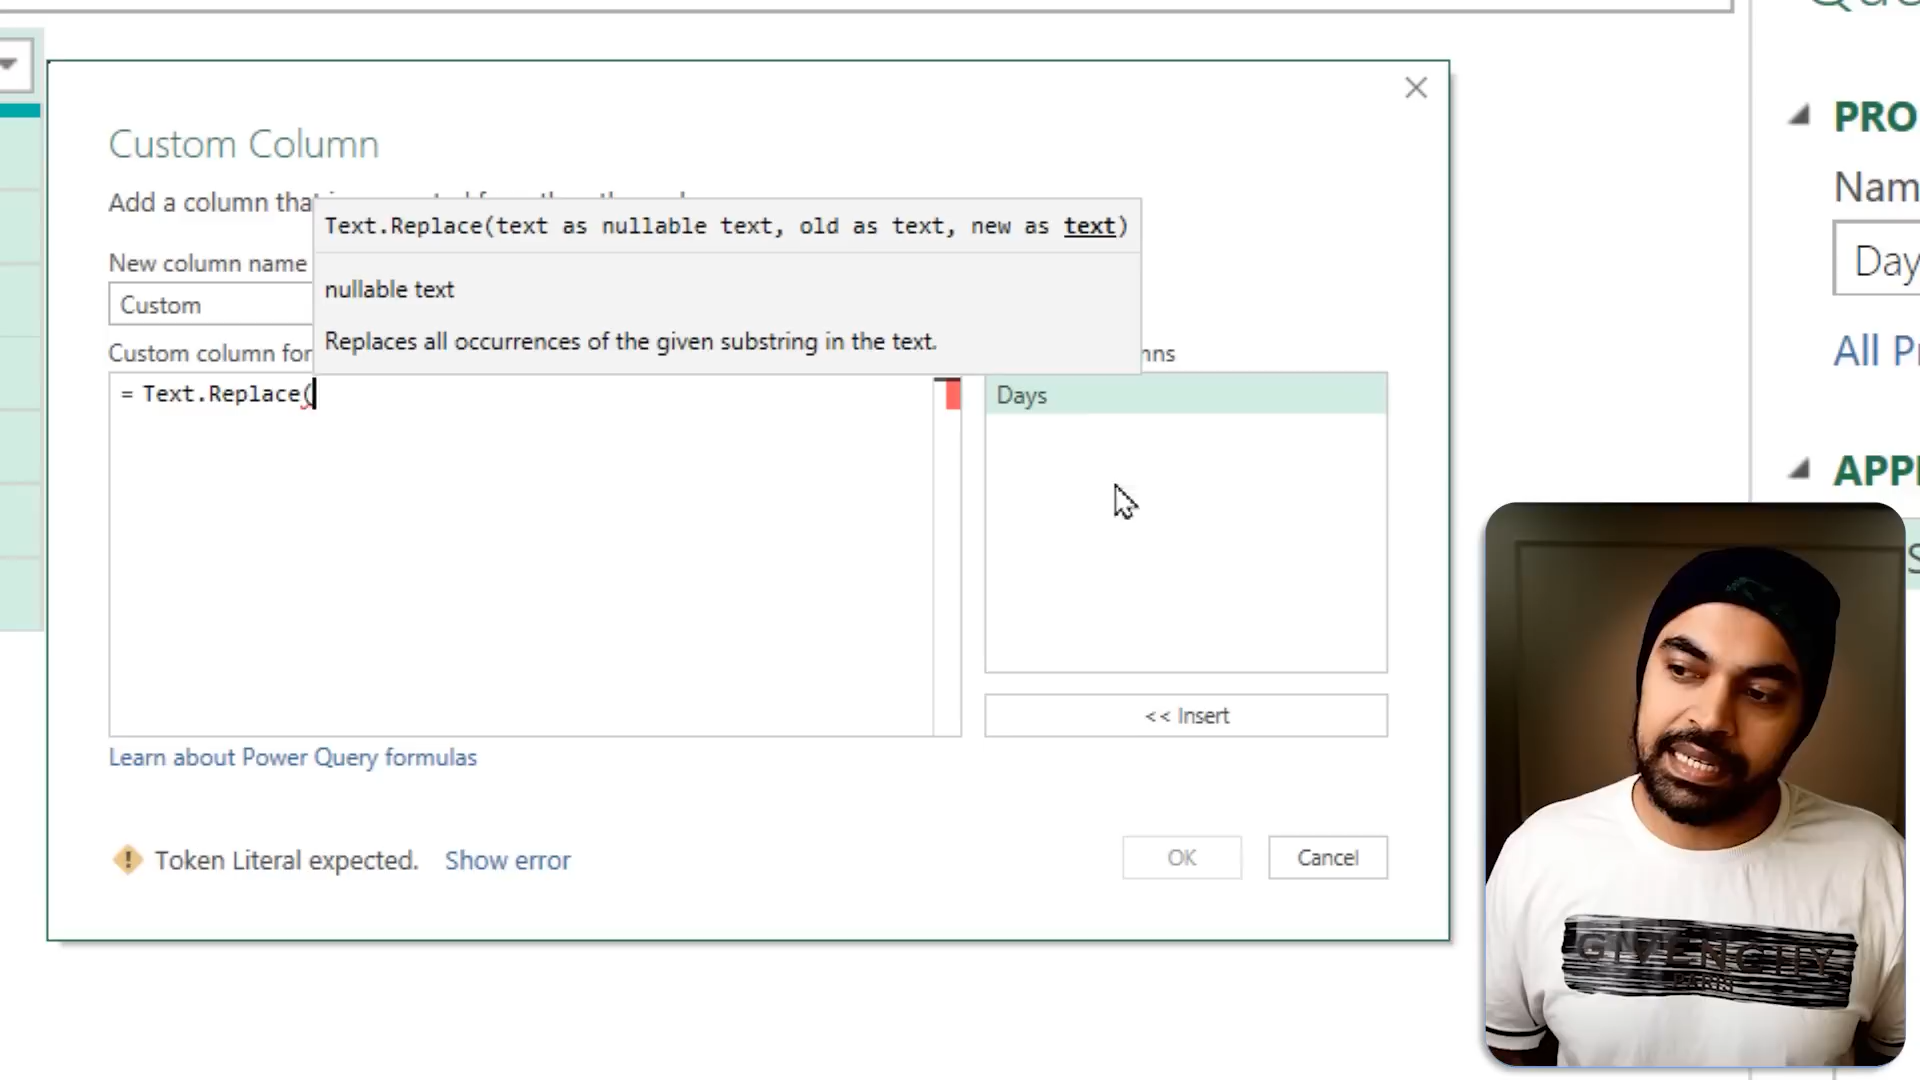 Custom Column
Add a column tha
Text.Replace(text as nullable text, old as text, new as text)
nullable text
Replaces all occurrences of the given substring in the text.
New column name
Custom
Custom column for
nns
= Text.Replace(
Days
<< Insert
Learn about Power Query formulas
Token Literal expected. Show error
OK
Cancel
PRO
Nam
Day
All P
APP
S
GIVENCHY
PARIS